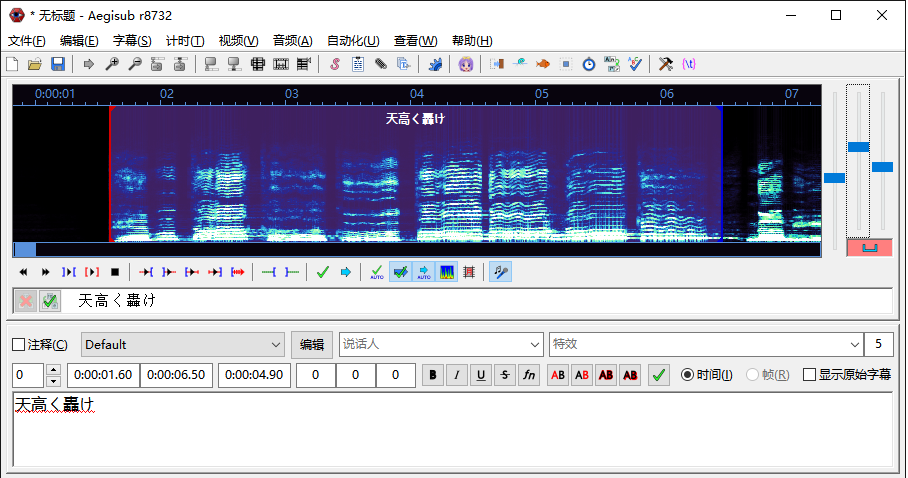 * 无标题 - Aegisub r8732
文件(F) 编辑(E) 字幕(S) 计时(T) 视频(V) 音频(A) 自动化(U) 查看(W) 帮助(H)
0:00:01 02 03 04 05 06 07
天高く轟け
AUTO AUTO
天高く轟け
注释(C) Default 编辑 说话人 特效 5
0 0:00:01.60 0:00:06.50 0:00:04.90 0 0 0 B I U S fn AB AB AB AB 时间(I) 帧(R) 显示原始字幕
天高く轟け